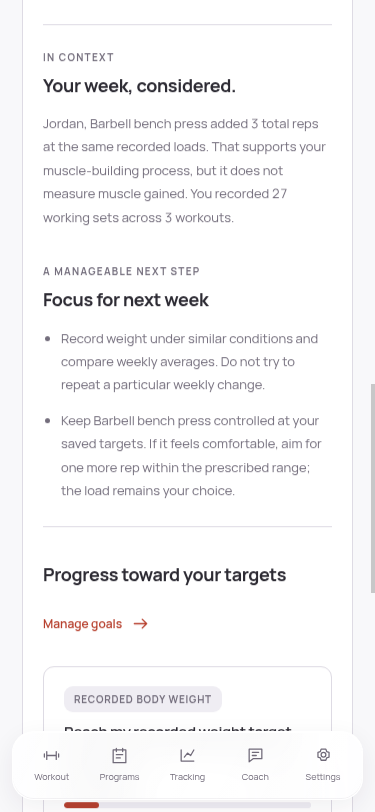 IN CONTEXT
Your week, considered.
Jordan, Barbell bench press added 3 total reps
at the same recorded loads. That supports your
muscle-building process, but it does not
measure muscle gained. You recorded 27
working sets across 3 workouts.
A MANAGEABLE NEXT STEP
Focus for next week
Record weight under similar conditions and
compare weekly averages. Do not try to
repeat a particular weekly change.
Keep Barbell bench press controlled at your
saved targets. If it feels comfortable, aim for
one more rep within the prescribed range;
the load remains your choice.
Progress toward your targets
Manage goals
RECORDED BODY WEIGHT
Reach my recorded weight target
Workout
Programs
Tracking
Coach
Settings